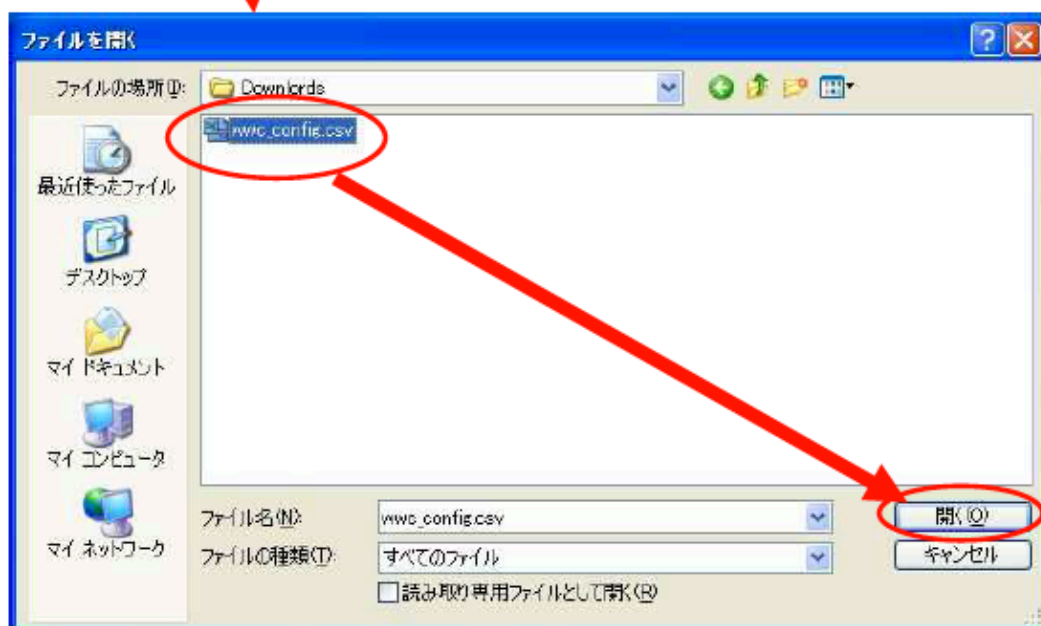 ファイルを開く
ファイルの場所(I):
Downlords
wwc_config.csv
最近使ったファイル
デスクトップ
マイ ドキュメント
マイ コンピュータ
マイ ネットワーク
ファイル名(N):
wwc_config.csv
開く(O)
ファイルの種類(T):
すべてのファイル
キャンセル
読み取り専用ファイルとして開く(R)